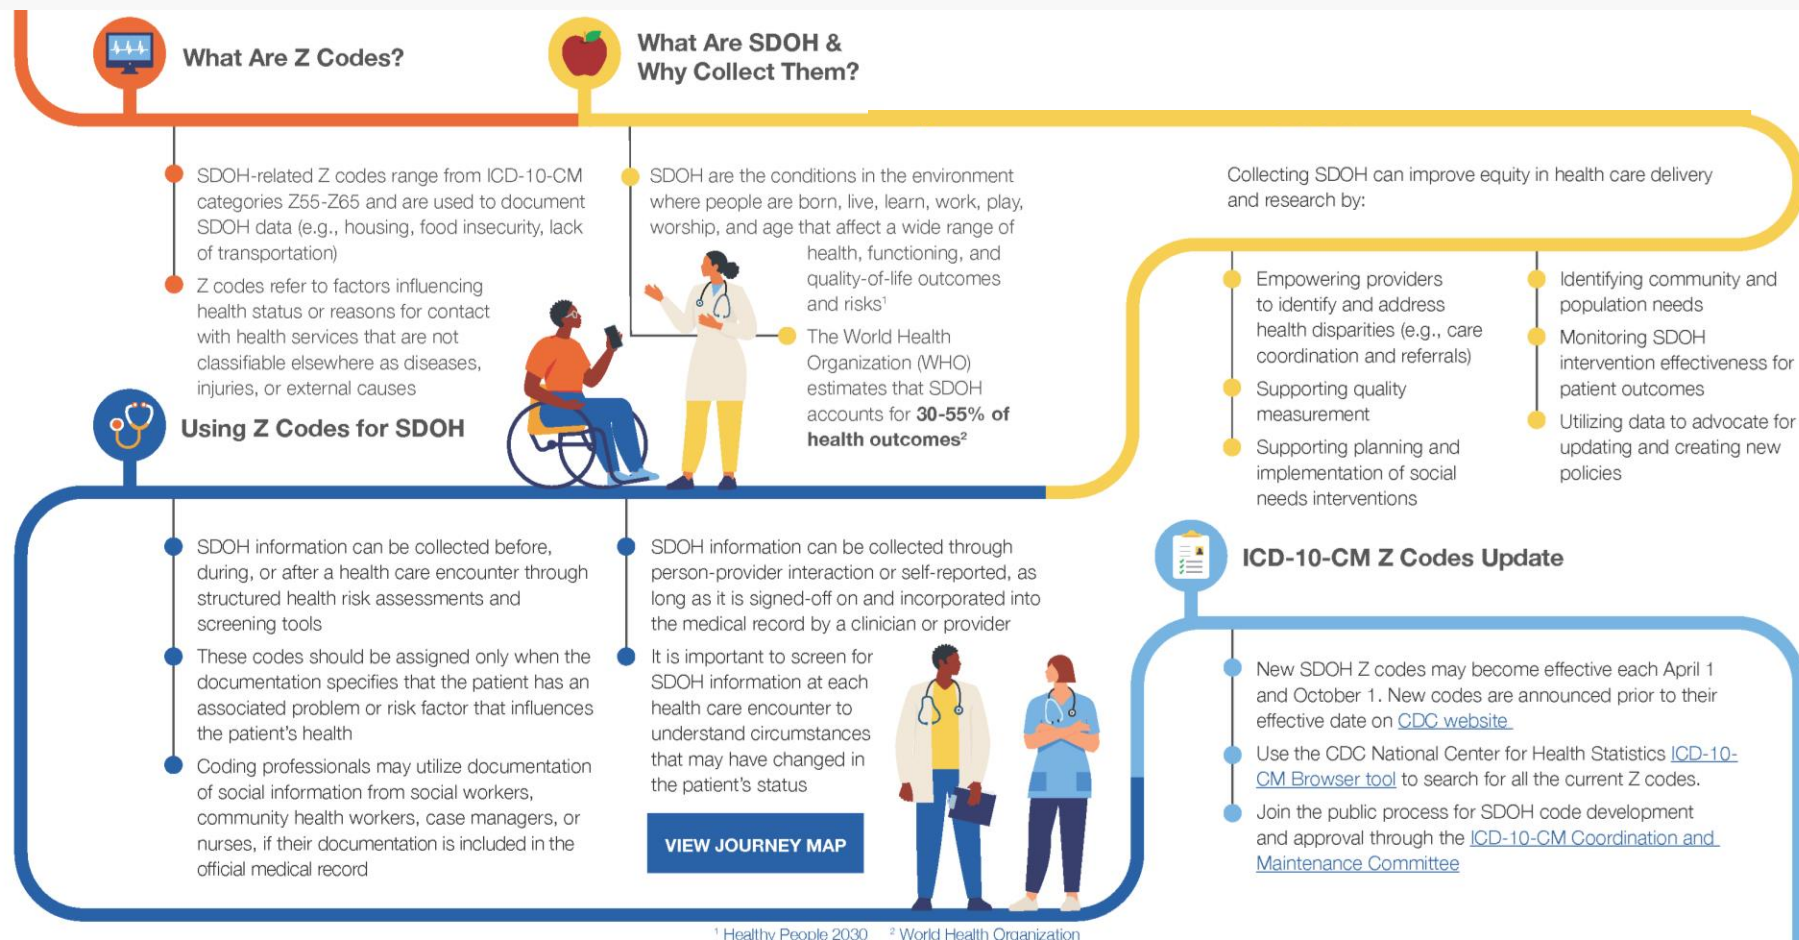 What Are Z Codes?
SDOH-related Z codes range from ICD-10-CM
categories Z55-Z65 and are used to document
SDOH data (e.g., housing, food insecurity, lack
of transportation)
Z codes refer to factors influencing
health status or reasons for contact
with health services that are not
classifiable elsewhere as diseases,
injuries, or external causes
What Are SDOH &
Why Collect Them?
SDOH are the conditions in the environment
where people are born, live, learn, work, play,
worship, and age that affect a wide range of
health, functioning, and
quality-of-life outcomes
and risks¹
The World Health
Organization (WHO)
estimates that SDOH
accounts for 30-55% of
health outcomes²
Collecting SDOH can improve equity in health care delivery
and research by:
Empowering providers
to identify and address
health disparities (e.g., care
coordination and referrals)
Supporting quality
measurement
Supporting planning and
implementation of social
needs interventions
Identifying community and
population needs
Monitoring SDOH
intervention effectiveness for
patient outcomes
Utilizing data to advocate for
updating and creating new
policies
Using Z Codes for SDOH
SDOH information can be collected before,
during, or after a health care encounter through
structured health risk assessments and
screening tools
These codes should be assigned only when the
documentation specifies that the patient has an
associated problem or risk factor that influences
the patient's health
Coding professionals may utilize documentation
of social information from social workers,
community health workers, case managers, or
nurses, if their documentation is included in the
official medical record
SDOH information can be collected through
person-provider interaction or self-reported, as
long as it is signed-off on and incorporated into
the medical record by a clinician or provider
It is important to screen for
SDOH information at each
health care encounter to
understand circumstances
that may have changed in
the patient's status
VIEW JOURNEY MAP
ICD-10-CM Z Codes Update
New SDOH Z codes may become effective each April 1
and October 1. New codes are announced prior to their
effective date on CDC website
Use the CDC National Center for Health Statistics ICD-10-
CM Browser tool to search for all the current Z codes.
Join the public process for SDOH code development
and approval through the ICD-10-CM Coordination and
Maintenance Committee
¹ Healthy People 2030 ² World Health Organization